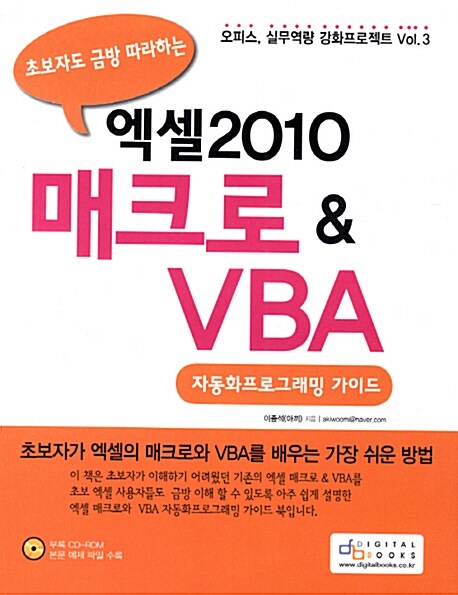 오피스, 실무역량 강화프로젝트 Vol.3
초보자도 금방 따라하는
엑셀2010
매크로 &
VBA
자동화프로그래밍 가이드
이종석(아끼) 지음 | akiwoomi@naver.com
초보자가 엑셀의 매크로와 VBA를 배우는 가장 쉬운 방법
이 책은 초보자가 이해하기 어려웠던 기존의 엑셀 매크로 & VBA를
초보 엑셀 사용자들도 금방 이해 할 수 있도록 아주 쉽게 설명한
엑셀 매크로와 VBA 자동화프로그래밍 가이드 북입니다.
부록 CD-ROM
본문 예제 파일 수록
DIGITAL
BOOKS
www.digitalbooks.co.kr